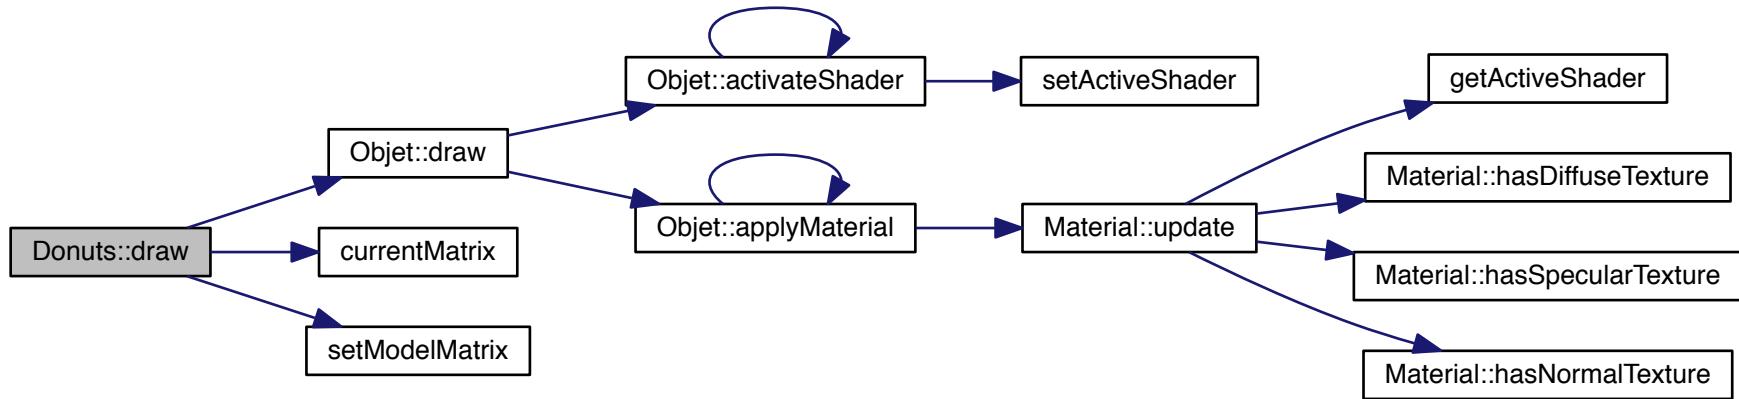 Donuts::draw
Objet::draw
currentMatrix
setModelMatrix
Objet::activateShader
Objet::applyMaterial
setActiveShader
Material::update
getActiveShader
Material::hasDiffuseTexture
Material::hasSpecularTexture
Material::hasNormalTexture